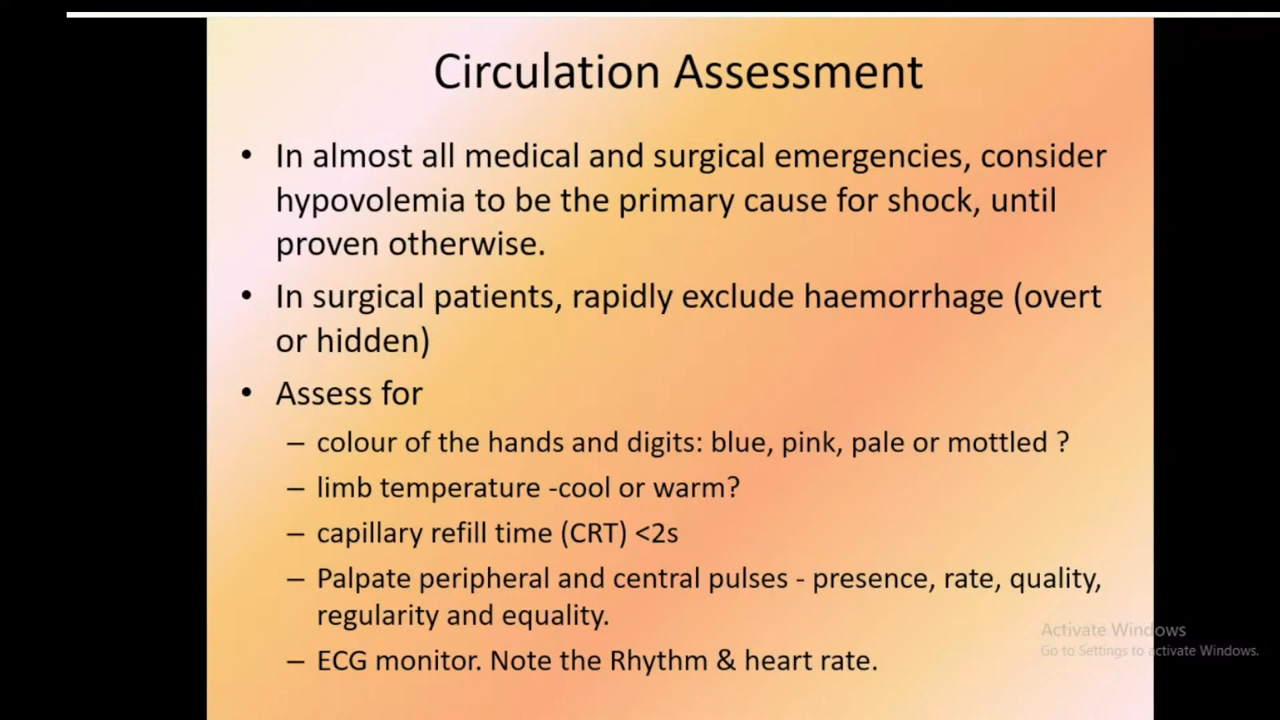 Circulation Assessment
• In almost all medical and surgical emergencies, consider
hypovolemia to be the primary cause for shock, until
proven otherwise.
• In surgical patients, rapidly exclude haemorrhage (overt
or hidden)
• Assess for
– colour of the hands and digits: blue, pink, pale or mottled ?
– limb temperature -cool or warm?
– capillary refill time (CRT) <2s
– Palpate peripheral and central pulses - presence, rate, quality,
regularity and equality.
– ECG monitor. Note the Rhythm & heart rate.
Activate Windows
Go to Settings to activate Windows.